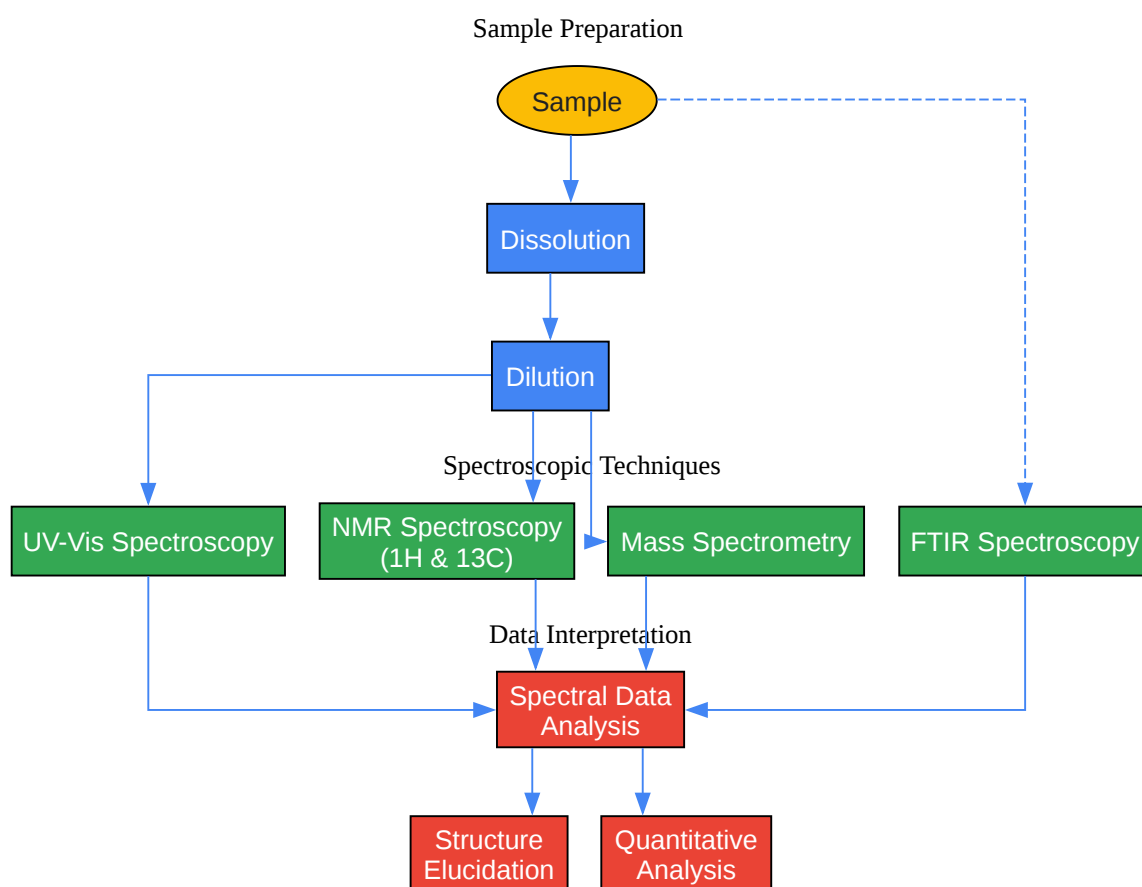 Sample Preparation
Sample
Dissolution
Dilution
Spectroscopic Techniques
UV-Vis Spectroscopy
NMR Spectroscopy
(1H & 13C)
Mass Spectrometry
FTIR Spectroscopy
Data Interpretation
Spectral Data
Analysis
Structure
Elucidation
Quantitative
Analysis